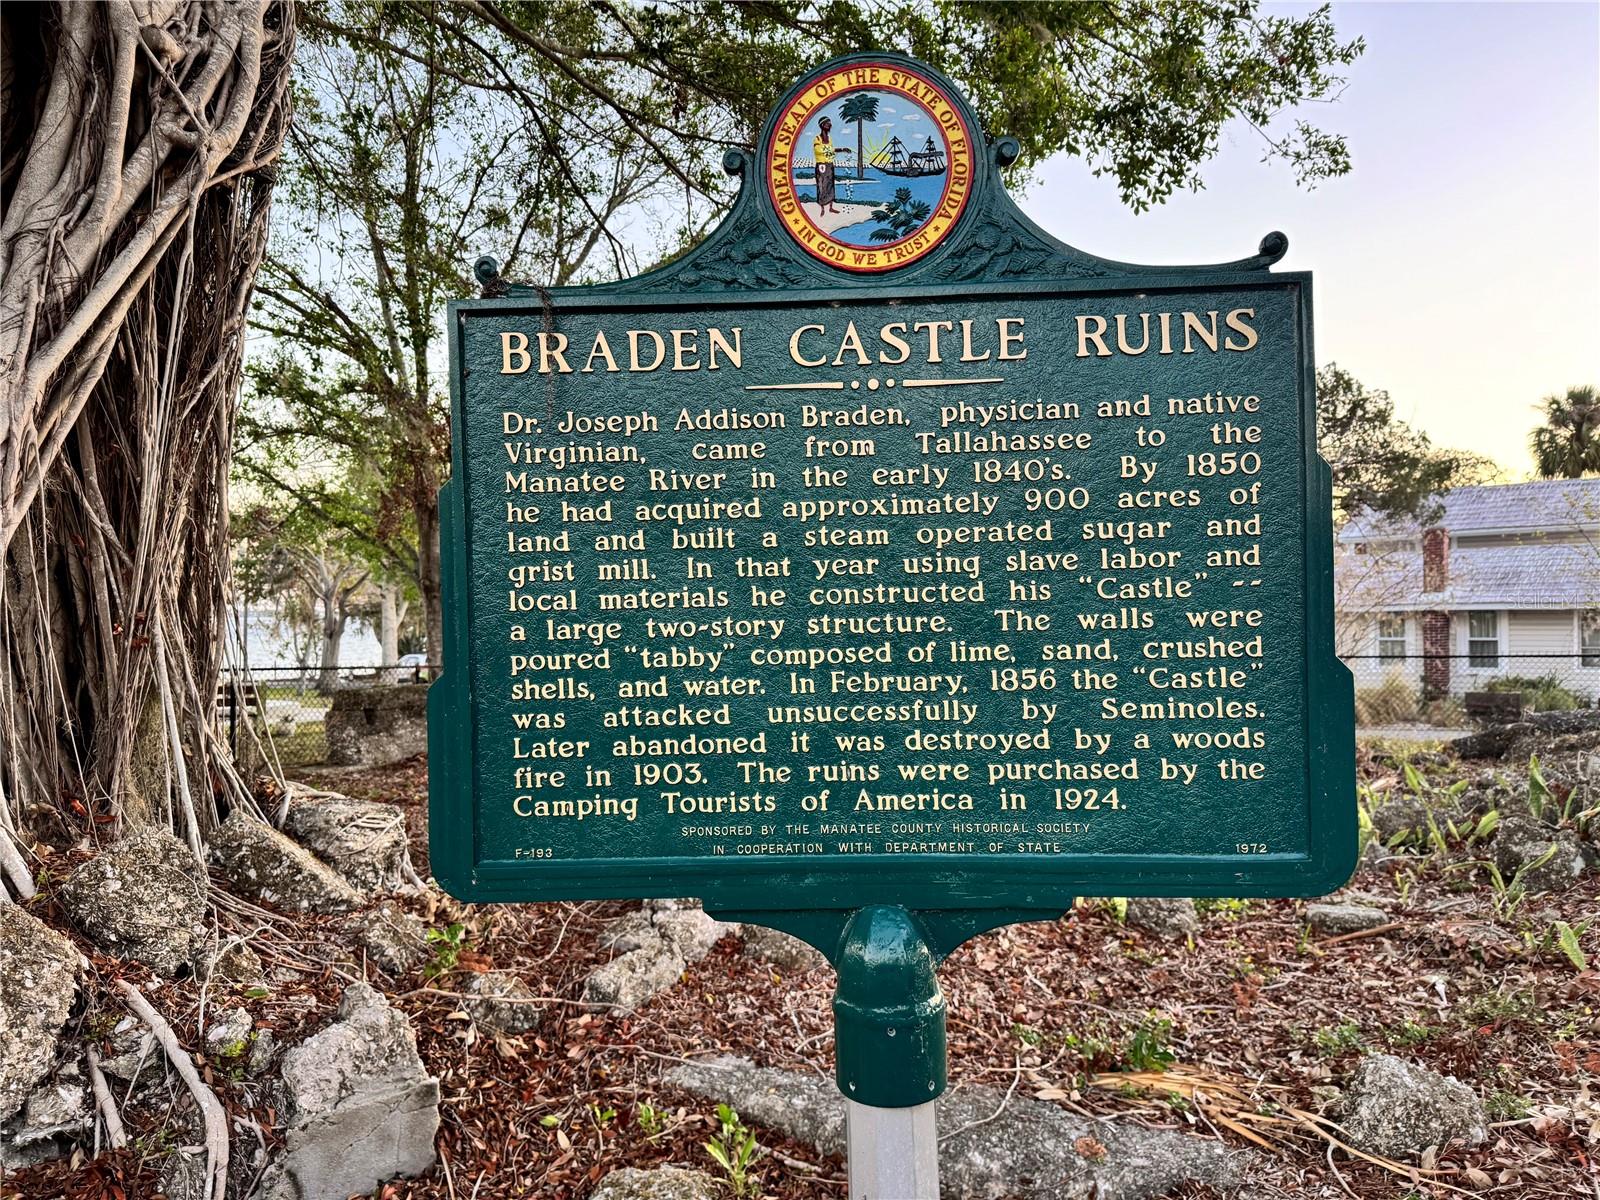 GREAT SEAL OF THE STATE OF FLORIDA
IN GOD WE TRUST
BRADEN CASTLE RUINS
Dr. Joseph Addison Braden, physician and native
Virginian, came from Tallahassee to the
Manatee River in the early 1840's. By 1850
he had acquired approximately 900 acres of
land and built a steam operated sugar and
grist mill. In that year using slave labor and
local materials he constructed his "Castle" --
a large two-story structure. The walls were
poured "tabby" composed of lime, sand, crushed
shells, and water. In February, 1856 the "Castle"
was attacked unsuccessfully by Seminoles.
Later abandoned it was destroyed by a woods
fire in 1903. The ruins were purchased by the
Camping Tourists of America in 1924.
SPONSORED BY THE MANATEE COUNTY HISTORICAL SOCIETY
F-193 IN COOPERATION WITH DEPARTMENT OF STATE 1972